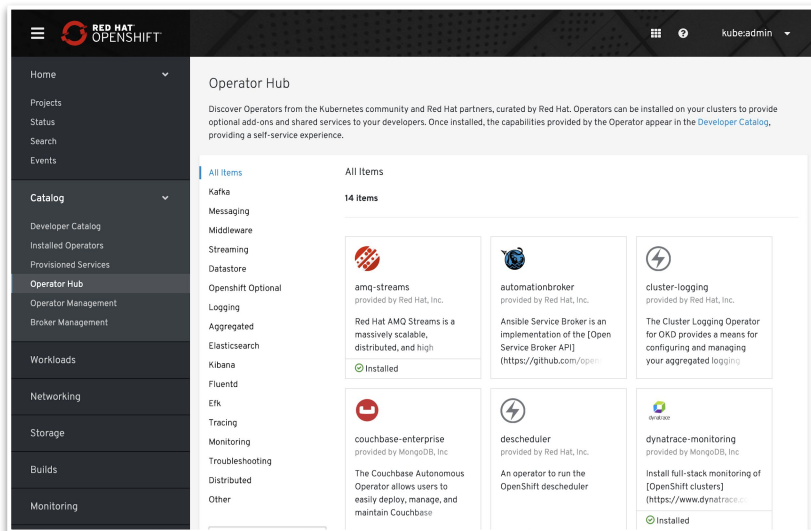 RED HAT
OPENSHIFT
kube:admin
Home
Projects
Status
Search
Events
Catalog
Developer Catalog
Installed Operators
Provisioned Services
Operator Hub
Operator Management
Broker Management
Workloads
Networking
Storage
Builds
Monitoring
Operator Hub
Discover Operators from the Kubernetes community and Red Hat partners, curated by Red Hat. Operators can be installed on your clusters to provide
optional add-ons and shared services to your developers. Once installed, the capabilities provided by the Operator appear in the Developer Catalog,
providing a self-service experience.
All Items
Kafka
Messaging
Middleware
Streaming
Datastore
Openshift Optional
Logging
Aggregated
Elasticsearch
Kibana
Fluentd
Efk
Tracing
Monitoring
Troubleshooting
Distributed
Other
All Items
14 items
amq-streams
provided by Red Hat, Inc.
Red Hat AMQ Streams is a
massively scalable,
distributed, and high
Installed
automationbroker
provided by Red Hat, Inc.
Ansible Service Broker is an
implementation of the [Open
Service Broker API]
(https://github.com/open
cluster-logging
provided by Red Hat, Inc.
The Cluster Logging Operator
for OKD provides a means for
configuring and managing
your aggregated logging
couchbase-enterprise
provided by MongoDB, Inc
The Couchbase Autonomous
Operator allows users to
easily deploy, manage, and
maintain Couchbase
descheduler
provided by Red Hat, Inc.
An operator to run the
OpenShift descheduler
dynatrace
dynatrace-monitoring
provided by MongoDB, Inc
Install full-stack monitoring of
[OpenShift clusters]
(https://www.dynatrace.c
Installed